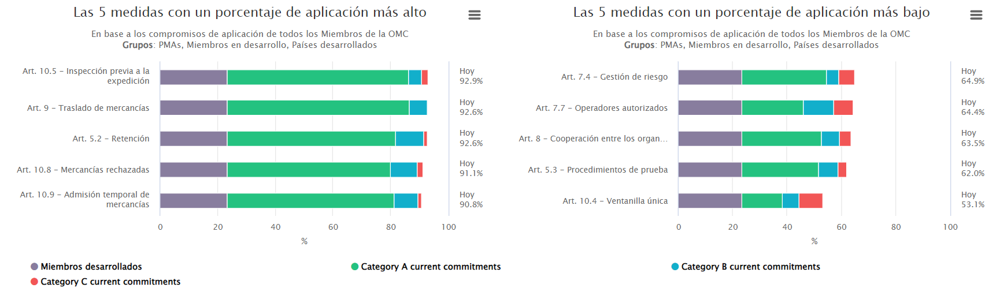 Las 5 medidas con un porcentaje de aplicación más alto
En base a los compromisos de aplicación de todos los Miembros de la OMC
Grupos: PMAs, Miembros en desarrollo, Países desarrollados
Art. 10.5 – Inspección previa a la
expedición
Hoy
92.9%
Art. 9 – Traslado de mercancías
Hoy
92.6%
Art. 5.2 – Retención
Hoy
92.6%
Art. 10.8 – Mercancías rechazadas
Hoy
91.1%
Art. 10.9 – Admisión temporal de
mercancías
Hoy
90.8%
0 20 40 60 80 100
%
Las 5 medidas con un porcentaje de aplicación más bajo
En base a los compromisos de aplicación de todos los Miembros de la OMC
Grupos: PMAs, Miembros en desarrollo, Países desarrollados
Art. 7.4 – Gestión de riesgo
Hoy
64.9%
Art. 7.7 – Operadores autorizados
Hoy
64.4%
Art. 8 – Cooperación entre los organ...
Hoy
63.5%
Art. 5.3 – Procedimientos de prueba
Hoy
62.0%
Art. 10.4 – Ventanilla única
Hoy
53.1%
0 20 40 60 80 100
%
Miembros desarrollados
Category A current commitments
Category B current commitments
Category C current commitments